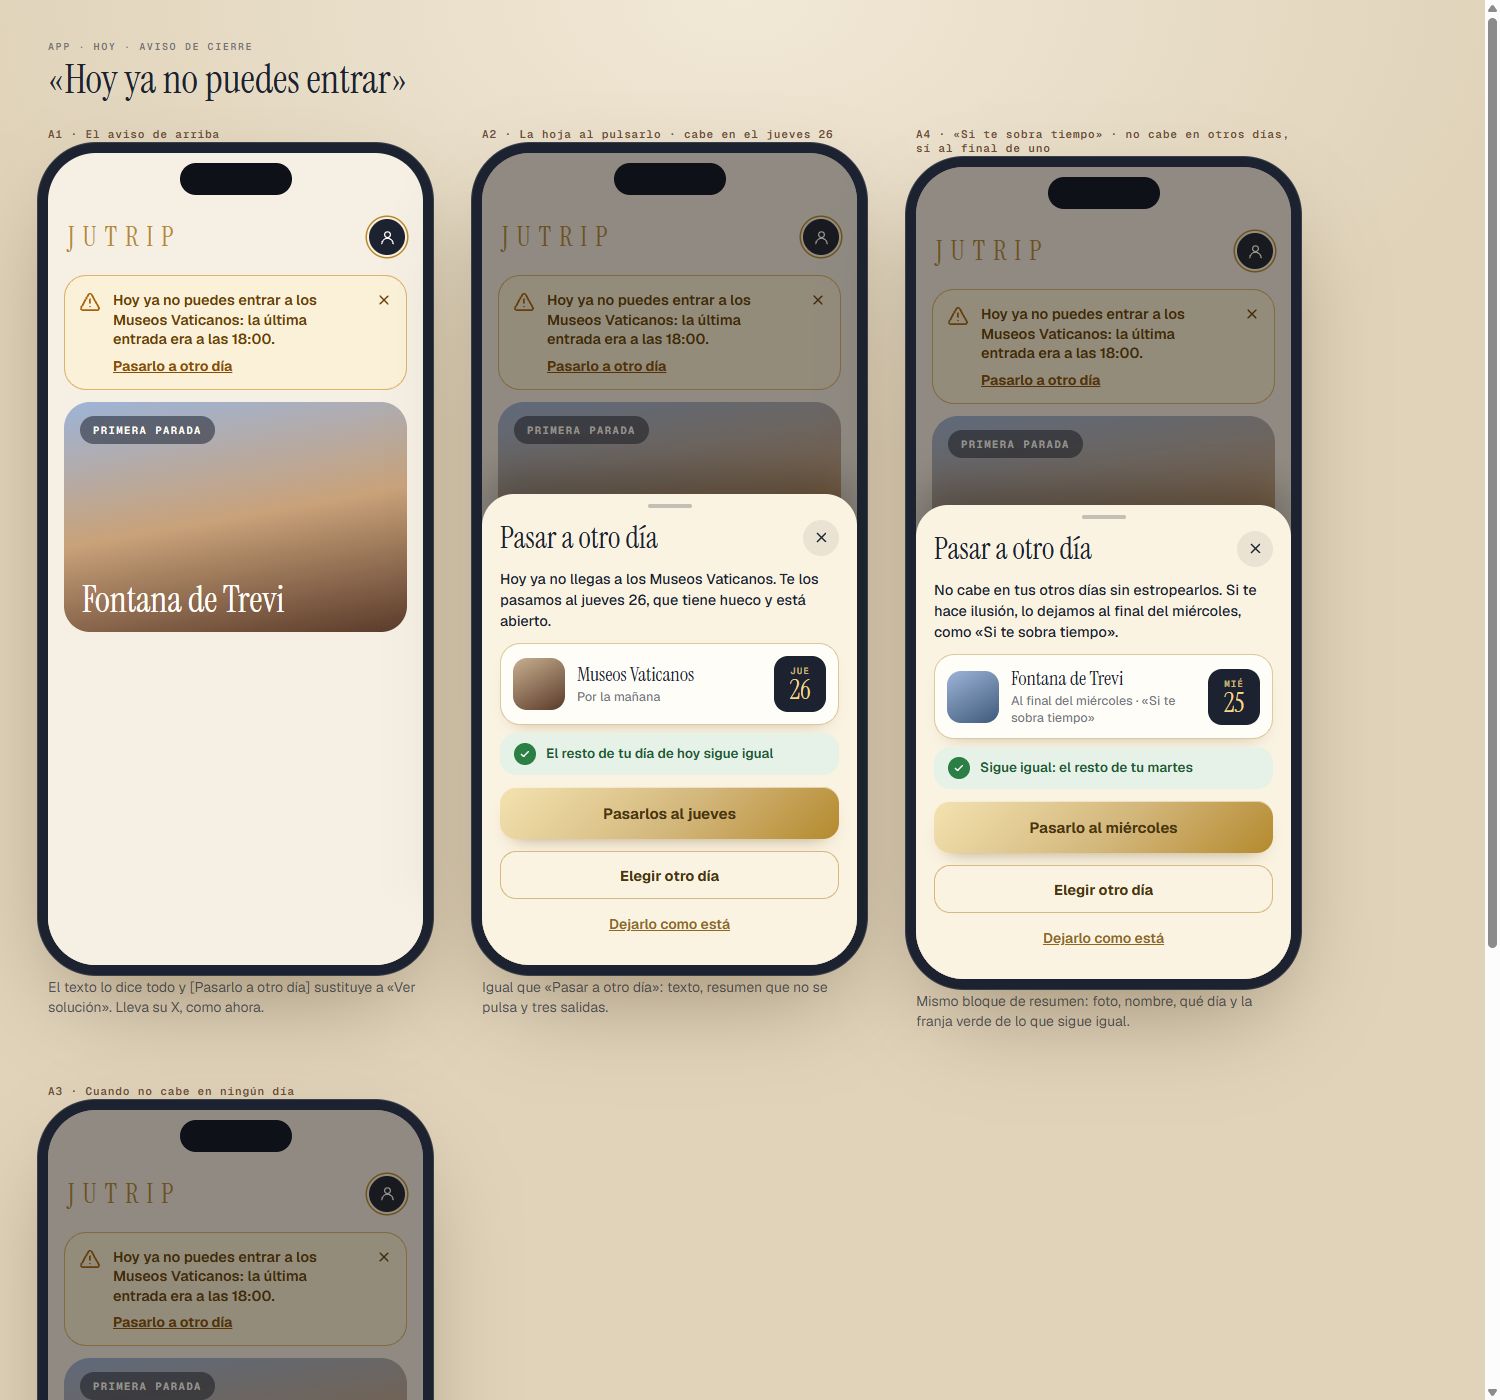 APP · HOY · AVISO DE CIERRE
«Hoy ya no puedes entrar»
A1 · El aviso de arriba
JUTRIP
Hoy ya no puedes entrar a los
Museos Vaticanos: la última
entrada era a las 18:00.
Pasarlo a otro día
PRIMERA PARADA
Fontana de Trevi
El texto lo dice todo y [Pasarlo a otro día] sustituye a «Ver
solución». Lleva su X, como ahora.
A2 · La hoja al pulsarlo · cabe en el jueves 26
JUTRIP
Hoy ya no puedes entrar a los
Museos Vaticanos: la última
entrada era a las 18:00.
Pasarlo a otro día
PRIMERA PARADA
Pasar a otro día
Hoy ya no llegas a los Museos Vaticanos. Te los
pasamos al jueves 26, que tiene hueco y está
abierto.
Museos Vaticanos
Por la mañana
JUE
26
El resto de tu día de hoy sigue igual
Pasarlos al jueves
Elegir otro día
Dejarlo como está
Igual que «Pasar a otro día»: texto, resumen que no se
pulsa y tres salidas.
A4 · «Si te sobra tiempo» · no cabe en otros días,
sí al final de uno
JUTRIP
Hoy ya no puedes entrar a los
Museos Vaticanos: la última
entrada era a las 18:00.
Pasarlo a otro día
PRIMERA PARADA
Pasar a otro día
No cabe en tus otros días sin estropearlos. Si te
hace ilusión, lo dejamos al final del miércoles,
como «Si te sobra tiempo».
Fontana de Trevi
Al final del miércoles · «Si te
sobra tiempo»
MIÉ
25
Sigue igual: el resto de tu martes
Pasarlo al miércoles
Elegir otro día
Dejarlo como está
Mismo bloque de resumen: foto, nombre, qué día y la
franja verde de lo que sigue igual.
A3 · Cuando no cabe en ningún día
JUTRIP
Hoy ya no puedes entrar a los
Museos Vaticanos: la última
entrada era a las 18:00.
Pasarlo a otro día
PRIMERA PARADA